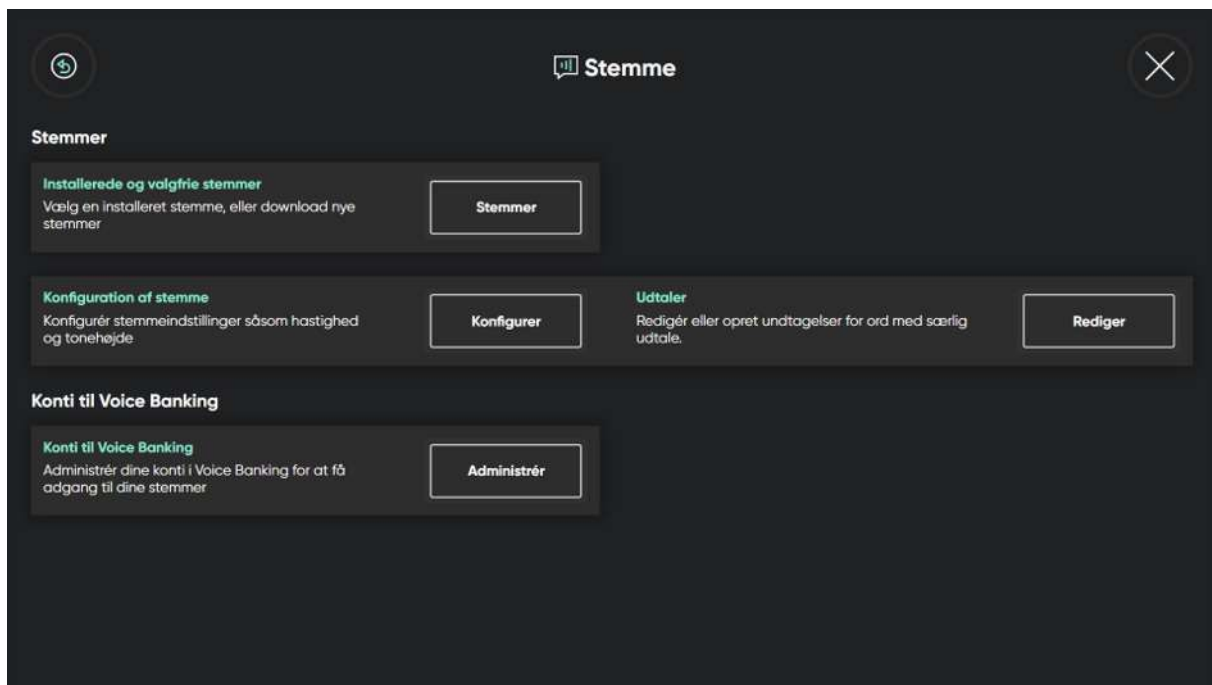 Stemme
Stemmer
Installerede og valgfrie stemmer
Vælg en installeret stemme, eller download nye
stemmer
Stemmer
Konfiguration af stemme
Konfigurér stemmeindstillinger såsom hastighed
og tonehøjde
Konfigurer
Udtaler
Redigér eller opret undtagelser for ord med særlig
udtale.
Rediger
Konti til Voice Banking
Konti til Voice Banking
Administrér dine konti i Voice Banking for at få
adgang til dine stemmer
Administrér